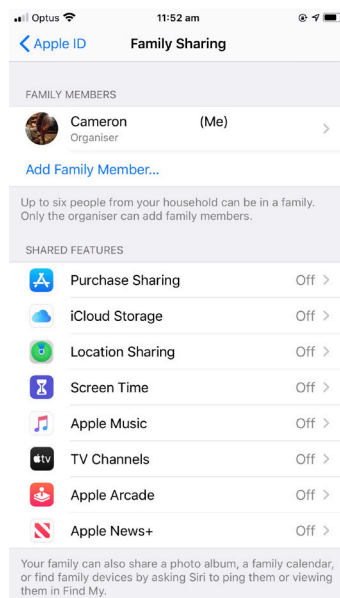 Optus 11:52 am
Apple ID Family Sharing
FAMILY MEMBERS
Cameron (Me)
Organiser
Add Family Member...
Up to six people from your household can be in a family.
Only the organiser can add family members.
SHARED FEATURES
Purchase Sharing Off
iCloud Storage Off
Location Sharing Off
Screen Time Off
Apple Music Off
tv TV Channels Off
Apple Arcade Off
Apple News+ Off
Your family can also share a photo album, a family calendar,
or find family devices by asking Siri to ping them or viewing
them in Find My.